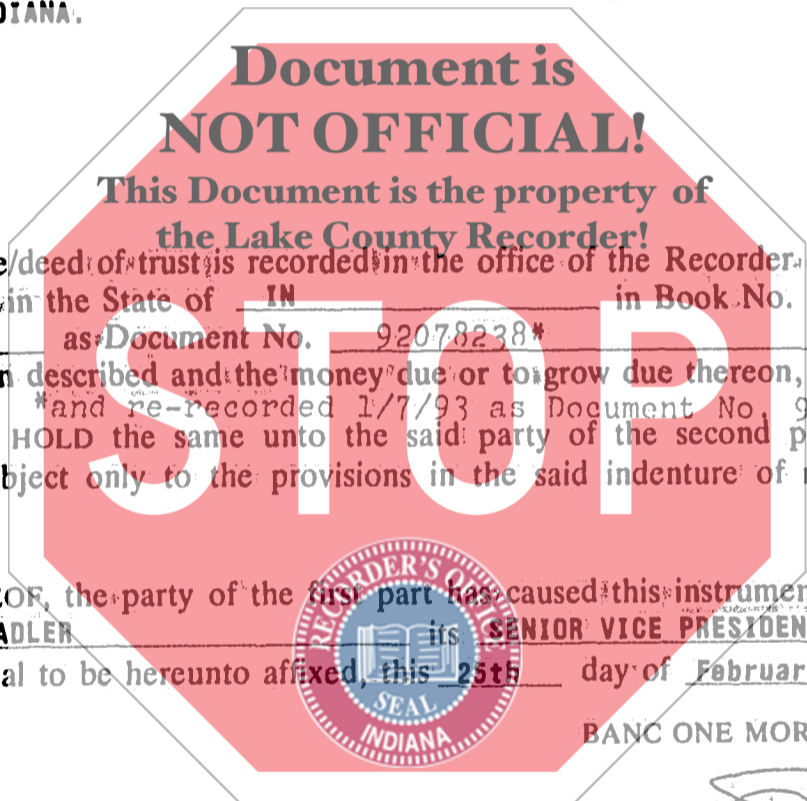 DIANA.
Document is
NOT OFFICIAL!
This Document is the property of
the Lake County Recorder!
e/deed of trust is recorded in the office of the Recorder
in the State of IN in Book No.
as Document No. 92078238*
n described and the money due or to grow due thereon,
*and re-recorded 1/7/93 as Document No. 9
HOLD the same unto the said party of the second p
bject only to the provisions in the said indenture of
STOP
OF, the party of the first part has caused this instrumen
ADLER its SENIOR VICE PRESIDEN
al to be hereunto affixed, this 25th day of Februar
RECORDER'S OFFICE
SEAL
INDIANA
BANC ONE MOR